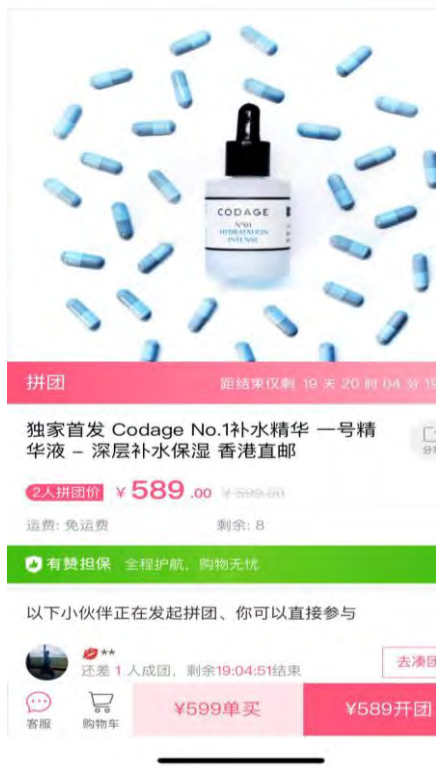 CODAGE
N°01
HYDRATATION
INTENSE
拼团
距结束仅剩 19 天 20 时 04 分 19
独家首发 Codage No.1补水精华 一号精
华液 – 深层补水保湿 香港直邮
分
2人拼团价 ¥ 589 .00 ¥ 599.00
运费: 免运费 剩余: 8
有赞担保 全程护航，购物无忧
以下小伙伴正在发起拼团、你可以直接参与
💋**
还差 1 人成团，剩余19:04:51结束
去凑团
客服
购物车
¥599单买
¥589开团